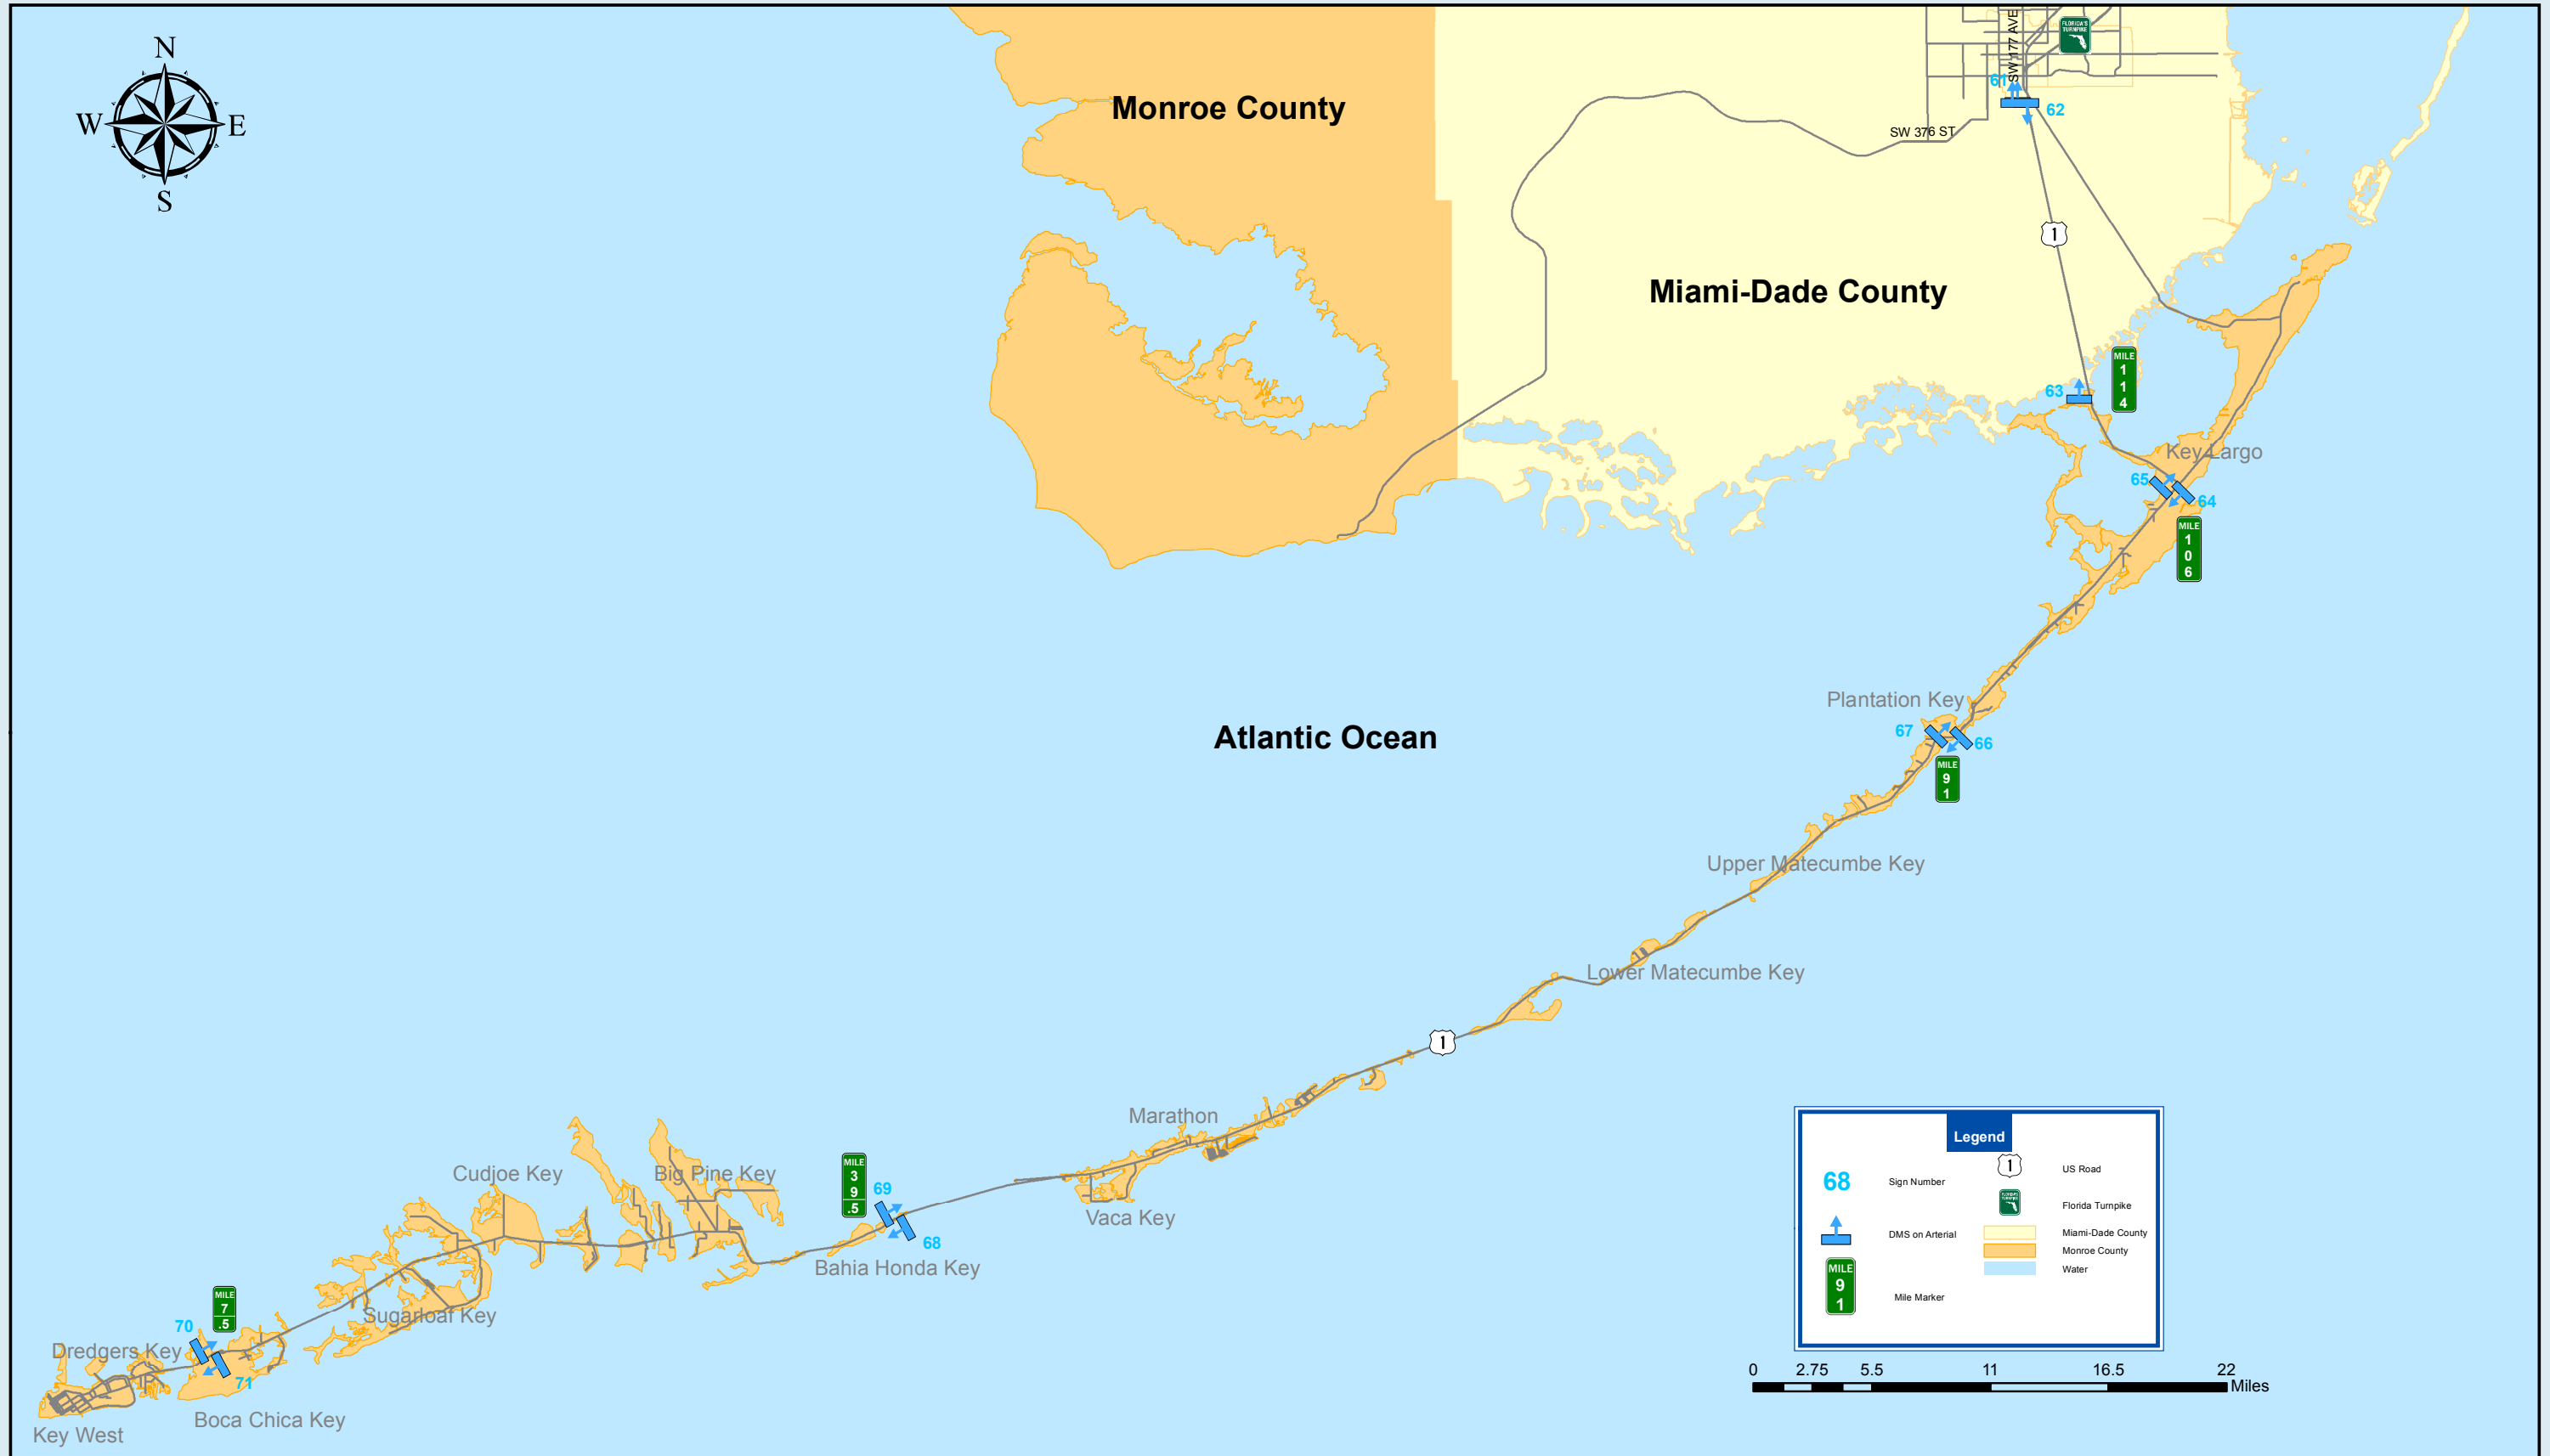 N
W
E
S
Monroe County
SW 177 AVE
FLORIDA'S
TURNPIKE
61
62
SW 376 ST
1
Miami-Dade County
63
MILE
1
1
4
Key Largo
65
64
MILE
1
0
6
Plantation Key
67
66
MILE
9
1
Atlantic Ocean
Upper Matecumbe Key
Lower Matecumbe Key
1
Marathon
Vaca Key
Cudjoe Key
Big Pine Key
MILE
3
9
.5
69
68
Bahia Honda Key
Sugarloaf Key
MILE
7
.5
70
71
Dredgers Key
Boca Chica Key
Key West
Legend
68
Sign Number
DMS on Arterial
MILE
9
1
Mile Marker
1
US Road
FLORIDA'S
TURNPIKE
Florida Turnpike
Miami-Dade County
Monroe County
Water
0 2.75 5.5 11 16.5 22
Miles